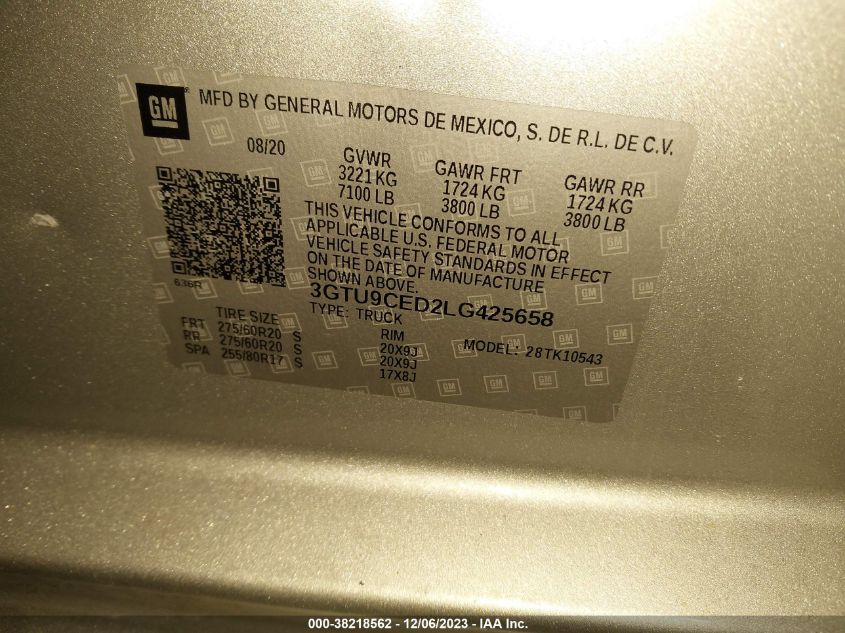 GM ® MFD BY GENERAL MOTORS DE MEXICO, S. DE R.L. DE C.V.
08/20
GVWR
3221 KG
7100 LB
GAWR FRT
1724 KG
3800 LB
GAWR RR
1724 KG
3800 LB
THIS VEHICLE CONFORMS TO ALL
APPLICABLE U.S. FEDERAL MOTOR
VEHICLE SAFETY STANDARDS IN EFFECT
ON THE DATE OF MANUFACTURE
SHOWN ABOVE.
636R
3GTU9CED2LG425658
TYPE: TRUCK
MODEL: 28TK10543
TIRE SIZE RIM
FRT 275/60R20 S 20X9J
RR 275/60R20 S 20X9J
SPA 255/80R17 S 17X8J
000-38218562 - 12/06/2023 - IAA Inc.